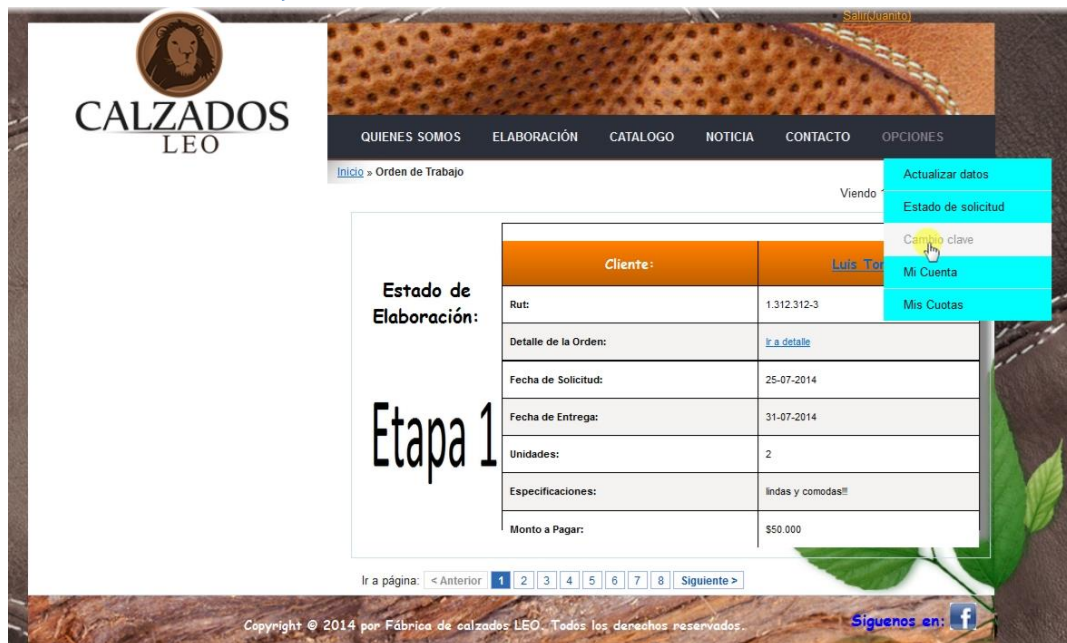 Salir(Juanito)
CALZADOS
LEO
QUIENES SOMOS ELABORACIÓN CATALOGO NOTICIA CONTACTO OPCIONES
Inicio » Orden de Trabajo
Viendo
Actualizar datos
Estado de solicitud
Cambio clave
Mi Cuenta
Mis Cuotas
Estado de
Elaboración:
Etapa 1
Cliente: Luis
Rut: 1.312.312-3
Detalle de la Orden: Ir a detalle
Fecha de Solicitud: 25-07-2014
Fecha de Entrega: 31-07-2014
Unidades: 2
Especificaciones: lindas y comodas!!!
Monto a Pagar: $50.000
Ir a página: < Anterior 1 2 3 4 5 6 7 8 Siguiente >
Copyright © 2014 por Fábrica de calzados LEO. Todos los derechos reservados.
Siguenos en: f